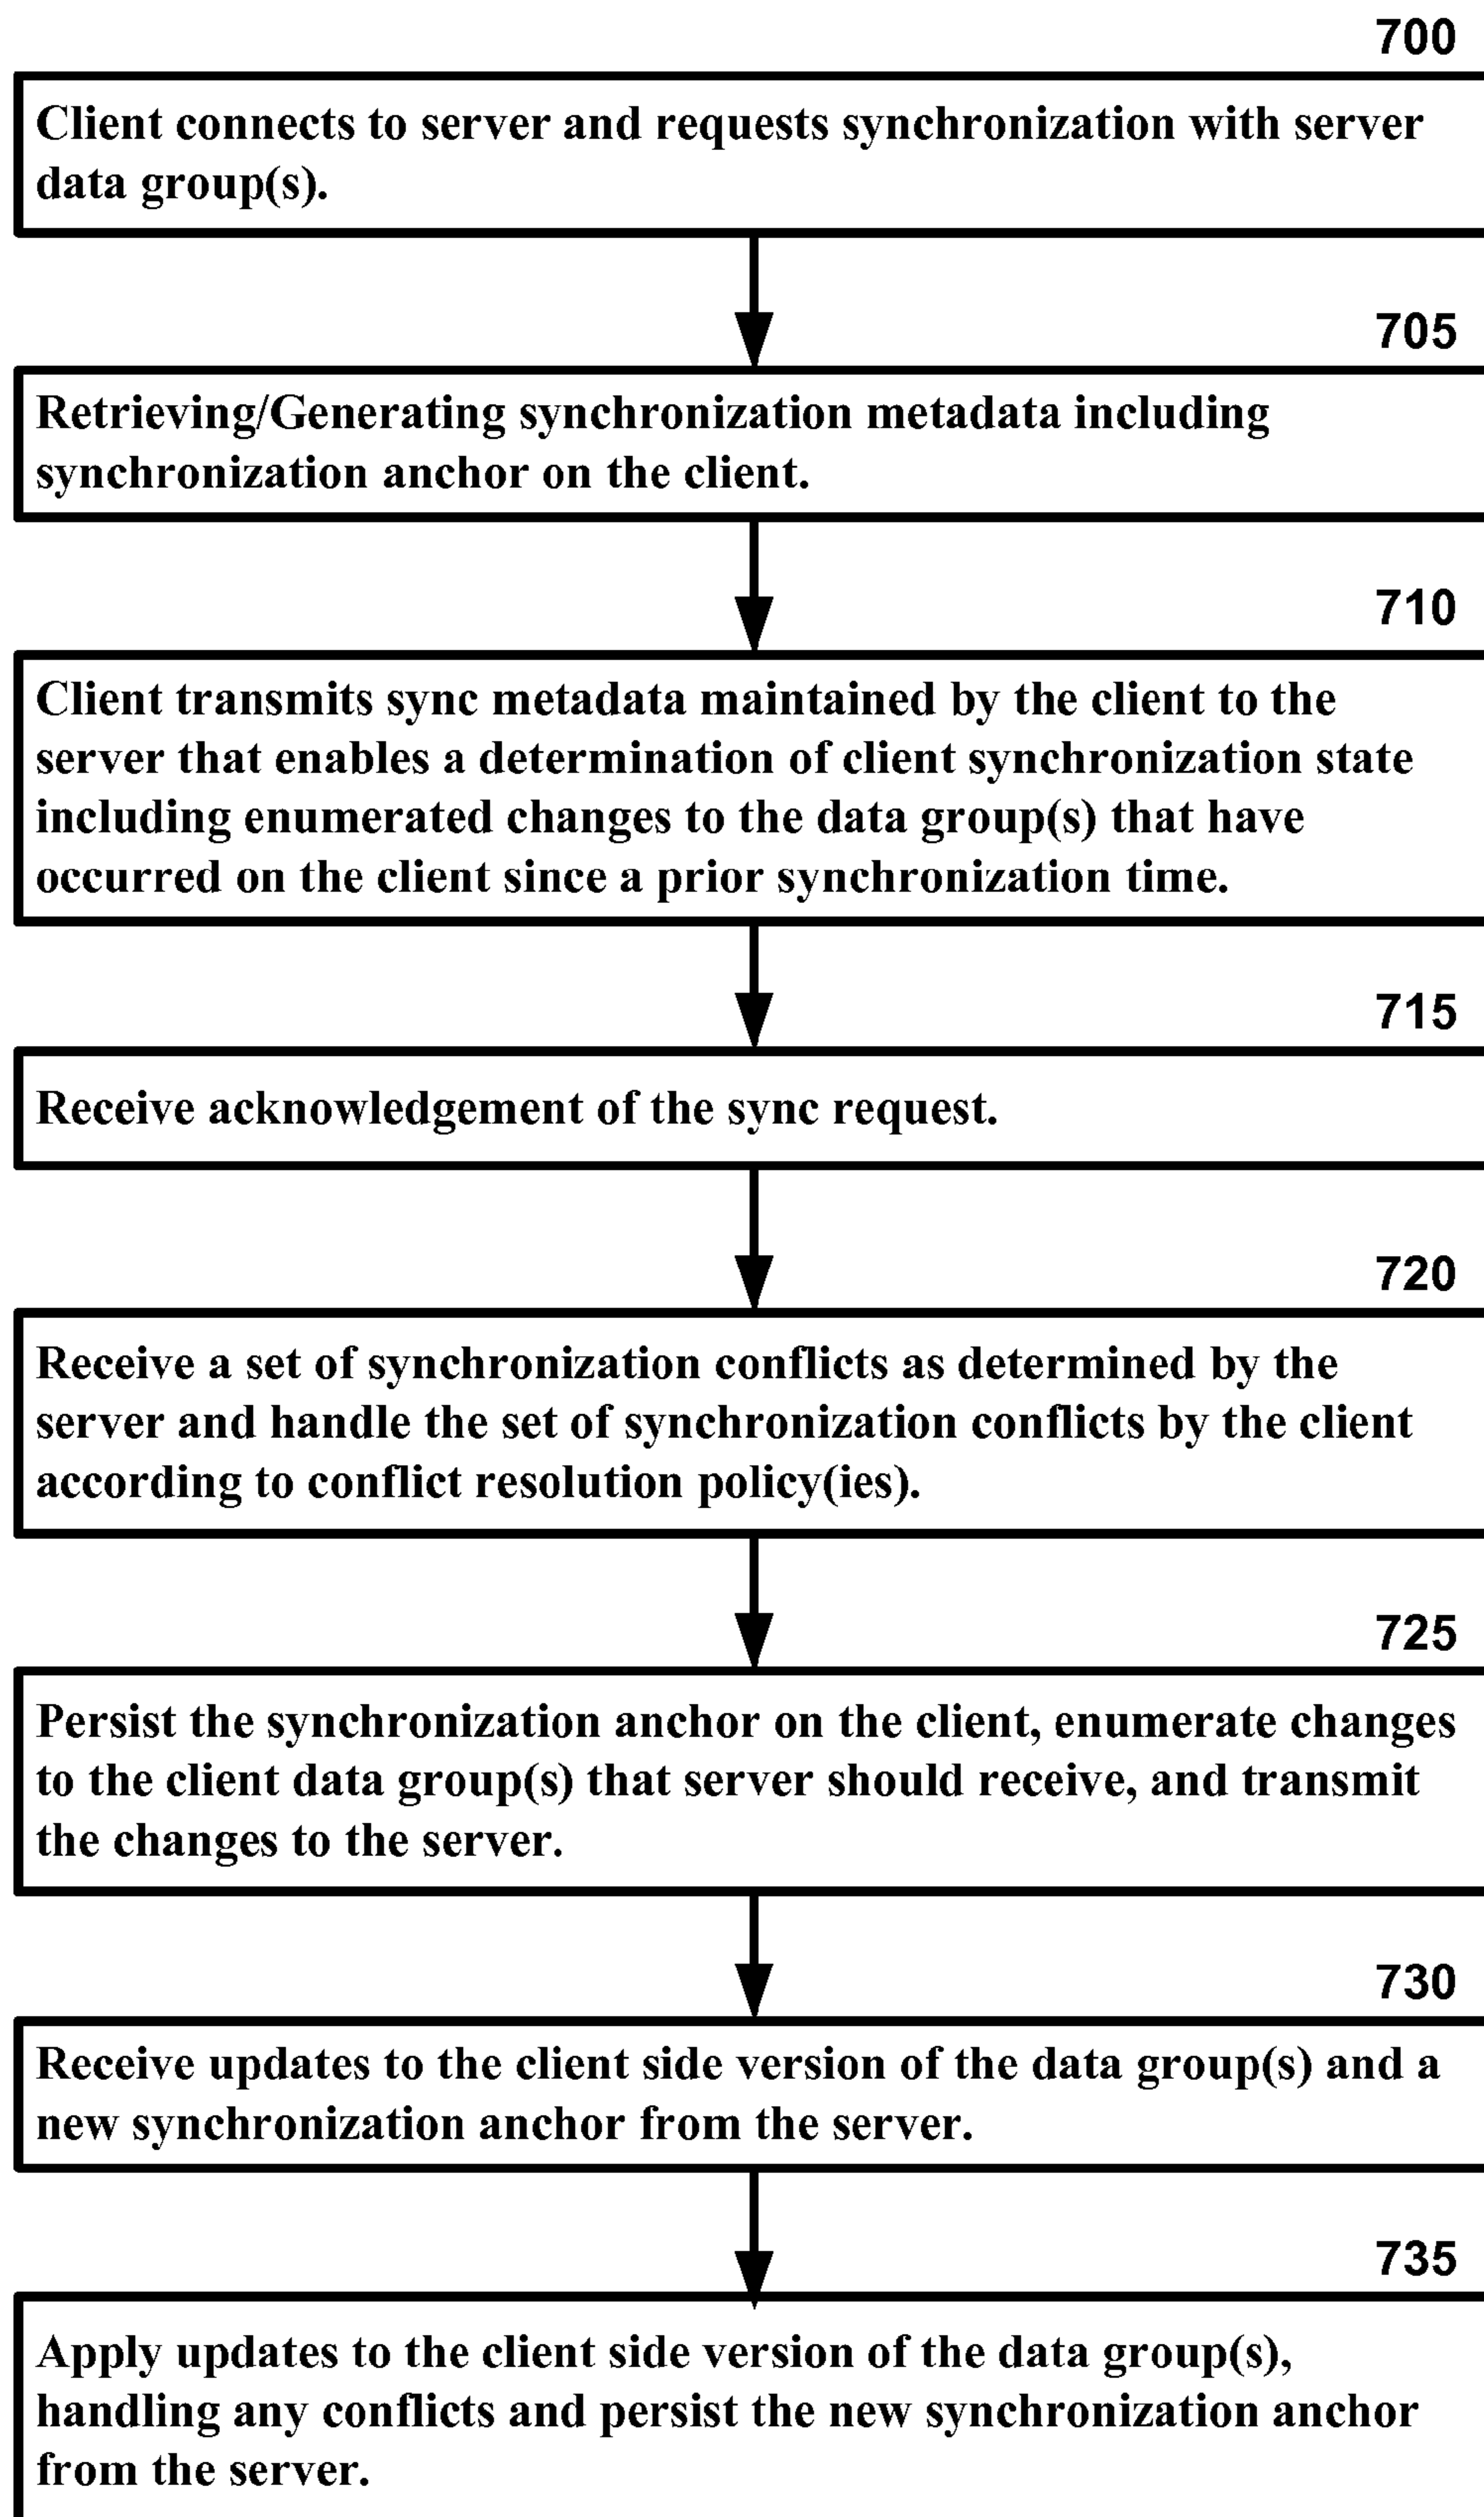 700
Client connects to server and requests synchronization with server
data group(s).
705
Retrieving/Generating synchronization metadata including
synchronization anchor on the client.
710
Client transmits sync metadata maintained by the client to the
server that enables a determination of client synchronization state
including enumerated changes to the data group(s) that have
occurred on the client since a prior synchronization time.
715
Receive acknowledgement of the sync request.
720
Receive a set of synchronization conflicts as determined by the
server and handle the set of synchronization conflicts by the client
according to conflict resolution policy(ies).
725
Persist the synchronization anchor on the client, enumerate changes
to the client data group(s) that server should receive, and transmit
the changes to the server.
730
Receive updates to the client side version of the data group(s) and a
new synchronization anchor from the server.
735
Apply updates to the client side version of the data group(s),
handling any conflicts and persist the new synchronization anchor
from the server.